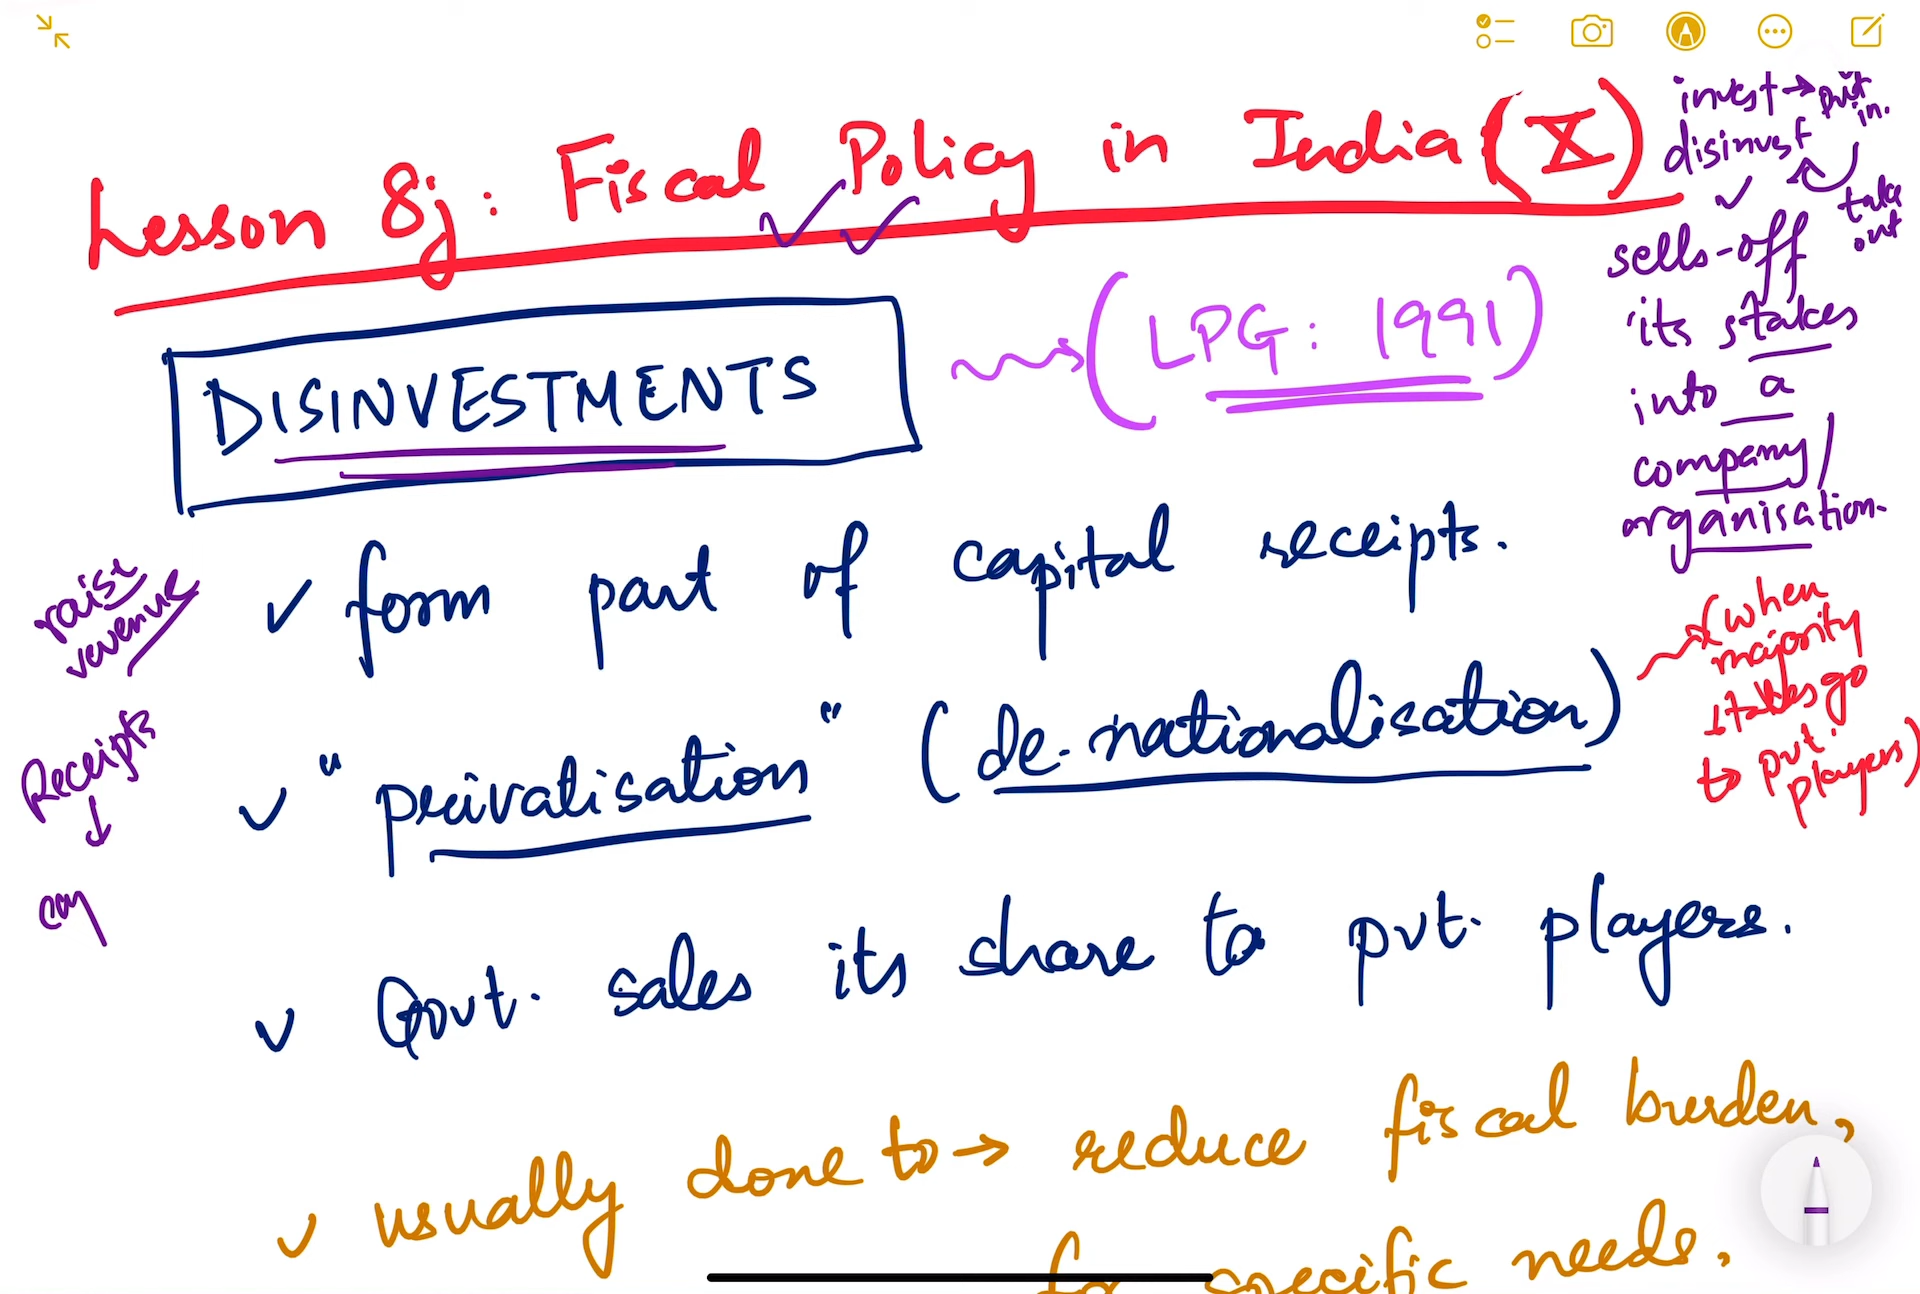 Lesson 8j: Fiscal Policy in India (X)
invest → put in.
disinvest
take out
sells-off
its stakes
into a
company/
organisation.
DISINVESTMENTS
(LPG: 1991)
✓ form part of capital receipts.
raise
revenue
Receipts
↓
✓ "privatisation" (de-nationalisation)
(when
majority
stakes go
to pvt.
players)
✓ Govt. sales its share to pvt. players.
✓ usually done to → reduce fiscal burden,
for specific needs.